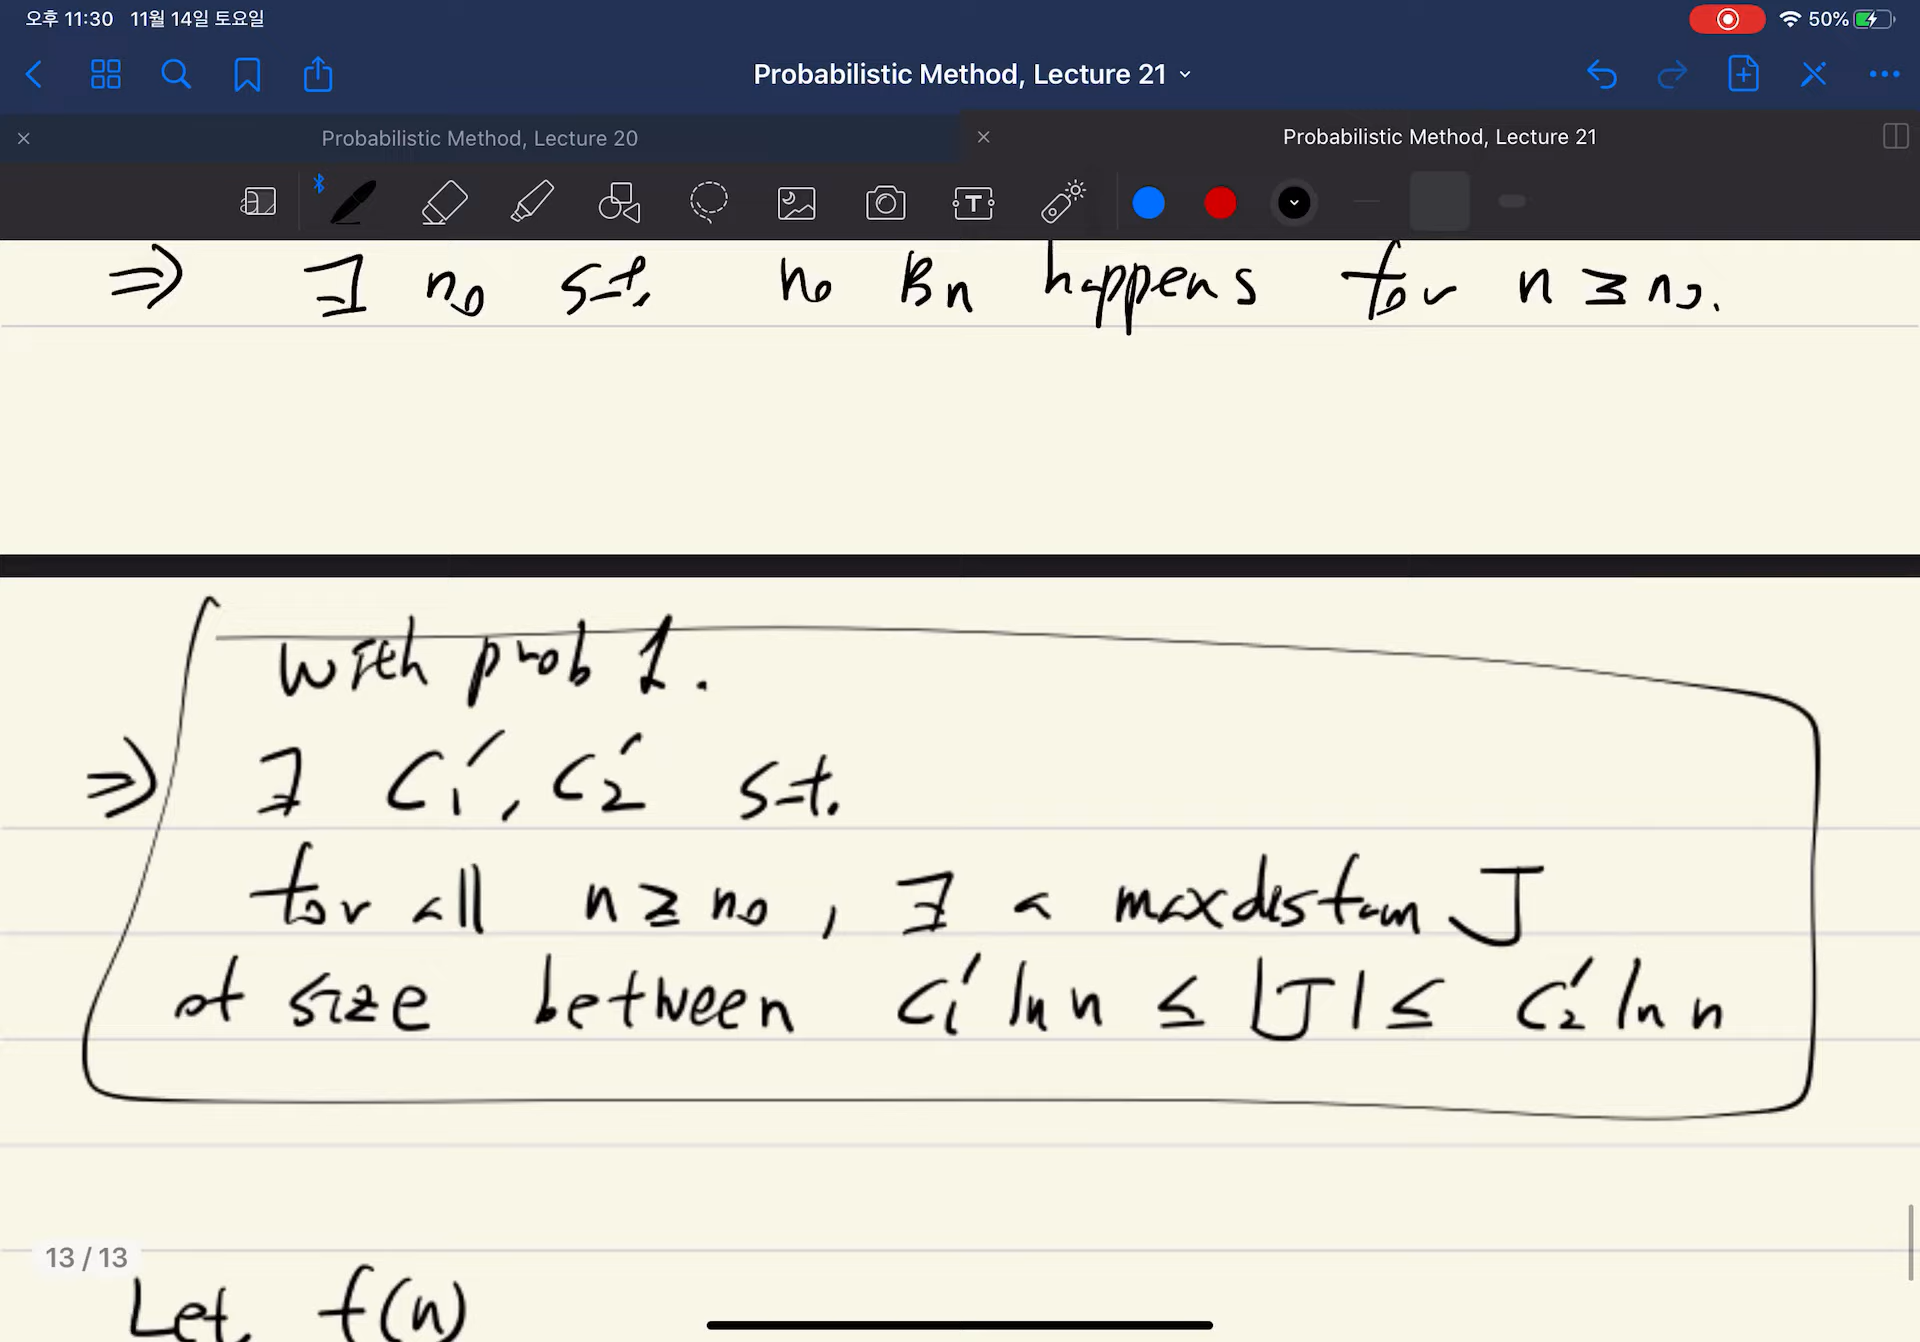 오후 11:30 11월 14일 토요일
50%
Probabilistic Method, Lecture 21
Probabilistic Method, Lecture 20
Probabilistic Method, Lecture 21
T
⇒ ∃ n₀ s.t. no Bn happens for n ≥ n₀.
with prob 1.
⇒ ∃ C₁', C₂' s.t.
for all n ≥ n₀, ∃ a maxdisfam J
of size between C₁' ln n ≤ |J| ≤ C₂' ln n
13 / 13
Let f(n)